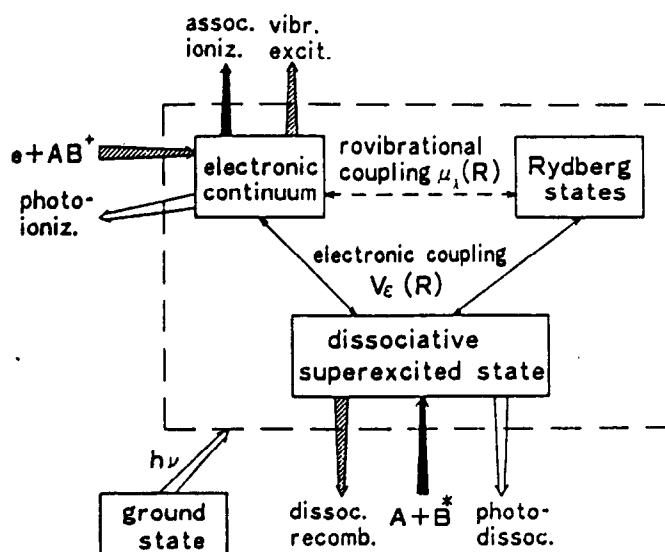 assoc. vibr.
ioniz. excit.
e+AB⁺
electronic
continuum
rovibrational
coupling μ_λ(R)
Rydberg
states
photo-
ioniz.
electronic coupling
V_ε (R)
dissociative
superexcited state
hν
ground
state
dissoc.
recomb.
A+B*
photo-
dissoc.